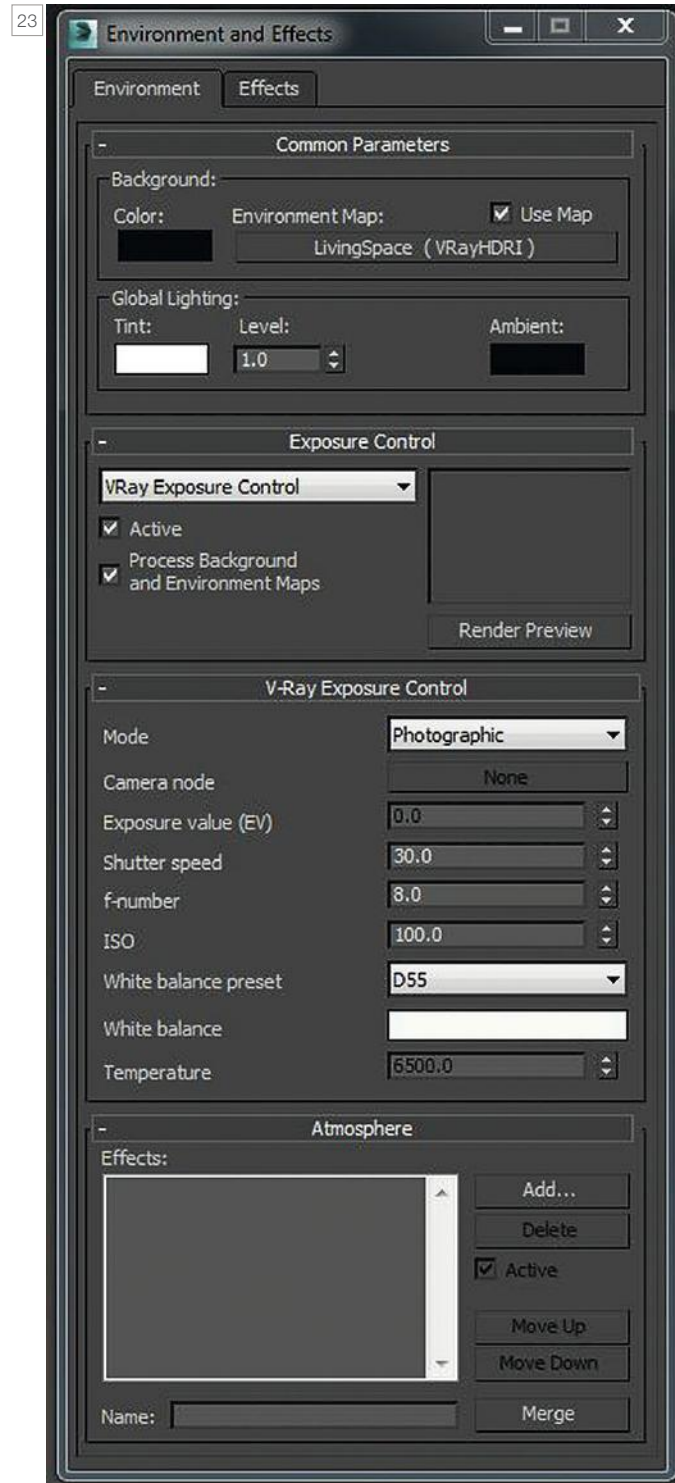 23
Environment and Effects
Environment Effects
- Common Parameters
Background:
Color: Environment Map: Use Map
LivingSpace ( VRayHDRI )
Global Lighting:
Tint: Level: Ambient:
1.0
- Exposure Control
VRay Exposure Control
Active
Process Background
and Environment Maps
Render Preview
- V-Ray Exposure Control
Mode Photographic
Camera node None
Exposure value (EV) 0.0
Shutter speed 30.0
f-number 8.0
ISO 100.0
White balance preset D55
White balance
Temperature 6500.0
- Atmosphere
Effects:
Add...
Delete
Active
Move Up
Move Down
Name: Merge